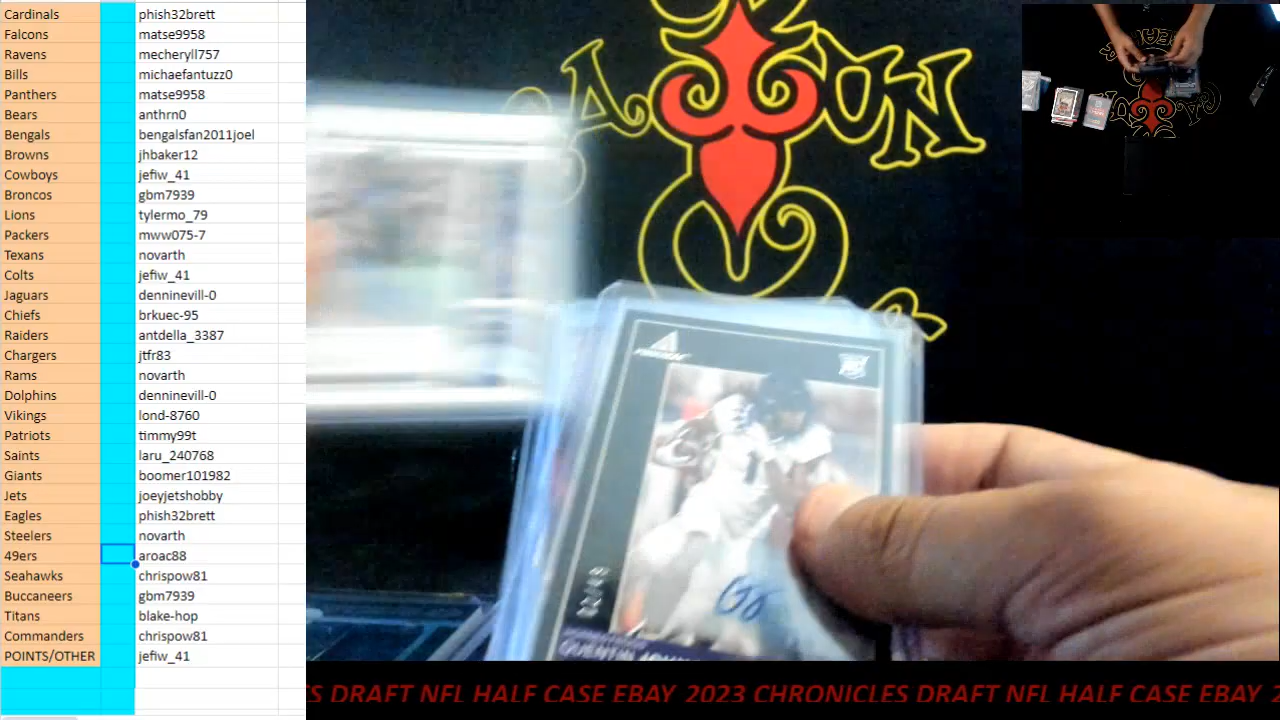 Cardinals phish32brett
Falcons matse9958
Ravens mecheryll757
Bills michaefantuzz0
Panthers matse9958
Bears anthrn0
Bengals bengalsfan2011joel
Browns jhbaker12
Cowboys jefiw_41
Broncos gbm7939
Lions tylermo_79
Packers mww075-7
Texans novarth
Colts jefiw_41
Jaguars denninevill-0
Chiefs brkuec-95
Raiders antdella_3387
Chargers jtfr83
Rams novarth
Dolphins denninevill-0
Vikings lond-8760
Patriots timmy99t
Saints laru_240768
Giants boomer101982
Jets joeyjetshobby
Eagles phish32brett
Steelers novarth
49ers aroac88
Seahawks chrispow81
Buccaneers gbm7939
Titans blake-hop
Commanders chrispow81
POINTS/OTHER jefiw_41
QUENTIN
TS DRAFT NFL HALF CASE EBAY 2023 CHRONICLES DRAFT NFL HALF CASE EBAY 2